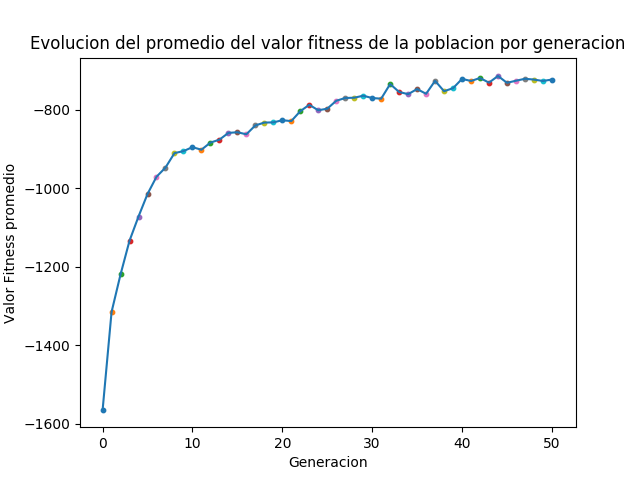 Evolucion del promedio del valor fitness de la poblacion por generacion
Valor Fitness promedio
−800
−1000
−1200
−1400
−1600
0 10 20 30 40 50
Generacion